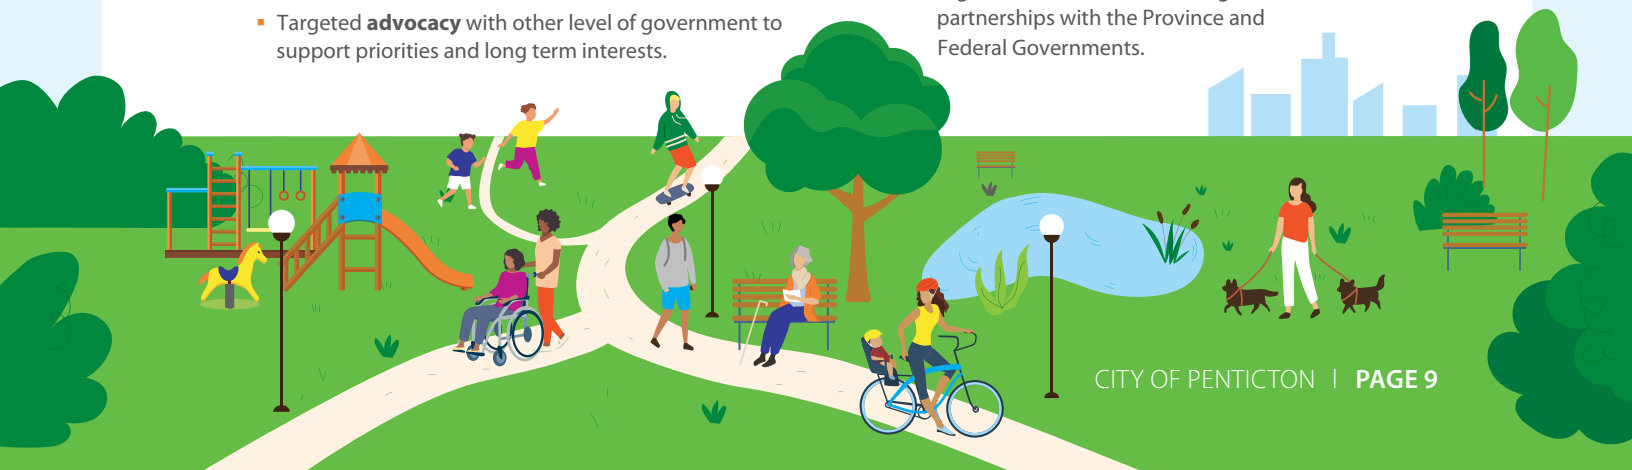 ▪ Targeted advocacy with other level of government to
support priorities and long term interests.
partnerships with the Province and
Federal Governments.
CITY OF PENTICTON | PAGE 9